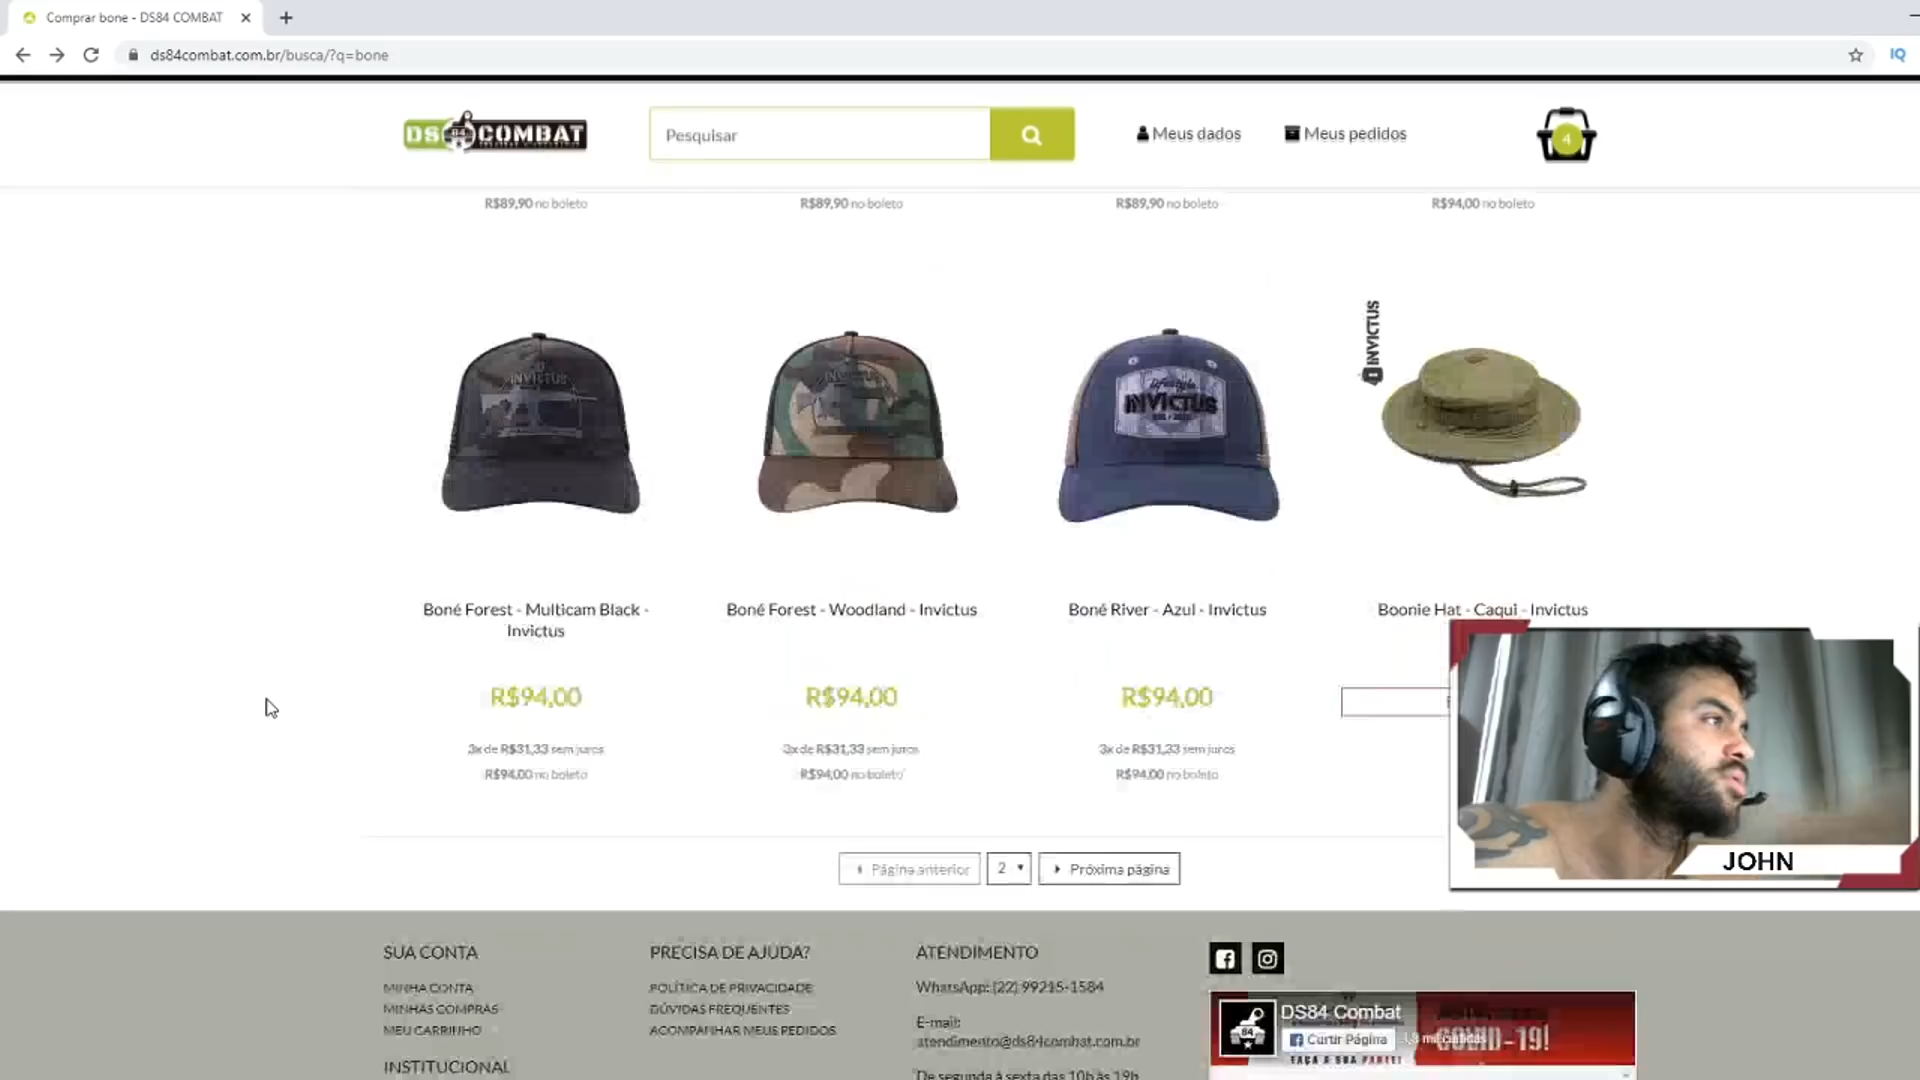 Comprar bone - DS84 COMBAT
ds84combat.com.br/busca/?q=bone
IQ
DS 84 COMBAT
Pesquisar
Meus dados
Meus pedidos
4
R$89,90 no boleto
R$89,90 no boleto
R$89,90 no boleto
R$94,00 no boleto
INVICTUS
INVICTUS
lifestyle
INVICTUS
Boné Forest - Multicam Black -
Invictus
Boné Forest - Woodland - Invictus
Boné River - Azul - Invictus
Boonie Hat - Caqui - Invictus
R$94,00
R$94,00
R$94,00
3x de R$31,33 sem juros
3x de R$31,33 sem juros
3x de R$31,33 sem juros
R$94,00 no boleto
R$94,00 no boleto
R$94,00 no boleto
JOHN
Página anterior
2
Próxima página
SUA CONTA
MINHA CONTA
MINHAS COMPRAS
MEU CARRINHO
INSTITUCIONAL
PRECISA DE AJUDA?
POLÍTICA DE PRIVACIDADE
DÚVIDAS FREQUENTES
ACOMPANHAR MEUS PEDIDOS
ATENDIMENTO
WhatsApp: (22) 99215-1584
E-mail:
atendimento@ds84combat.com.br
De segunda à sexta das 10h às 19h
DS84 Combat
Curtir Página
COVID-19!
FAÇA A SUA PARTE!